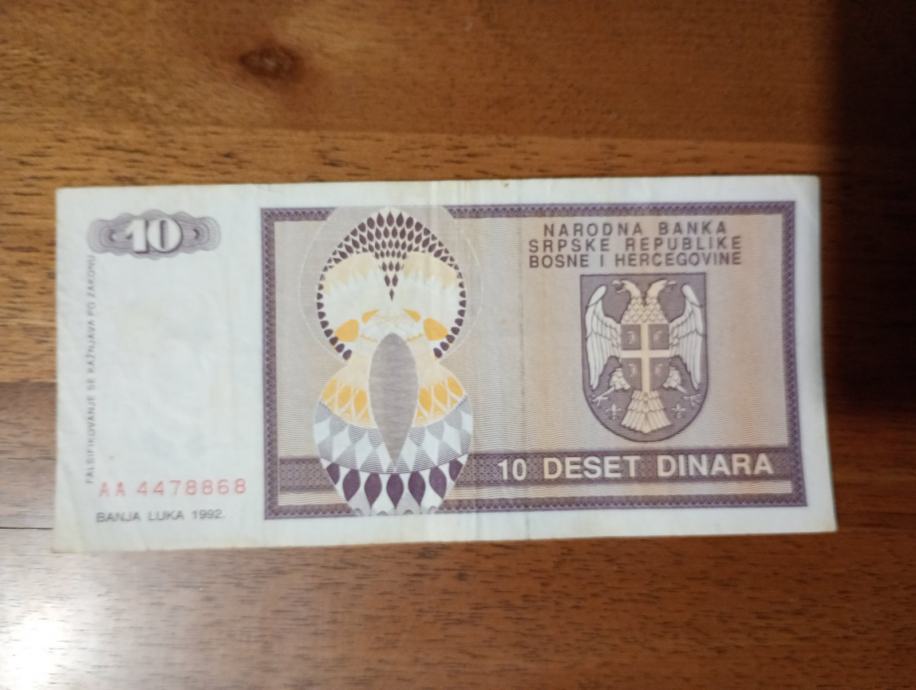 10
NARODNA BANKA
SRPSKE REPUBLIKE
BOSNE I HERCEGOVINE
FALSIFIKOVANJE SE KAŽNJAVA PO ZAKONU
10 DESET DINARA
AA 4478868
BANJA LUKA 1992.